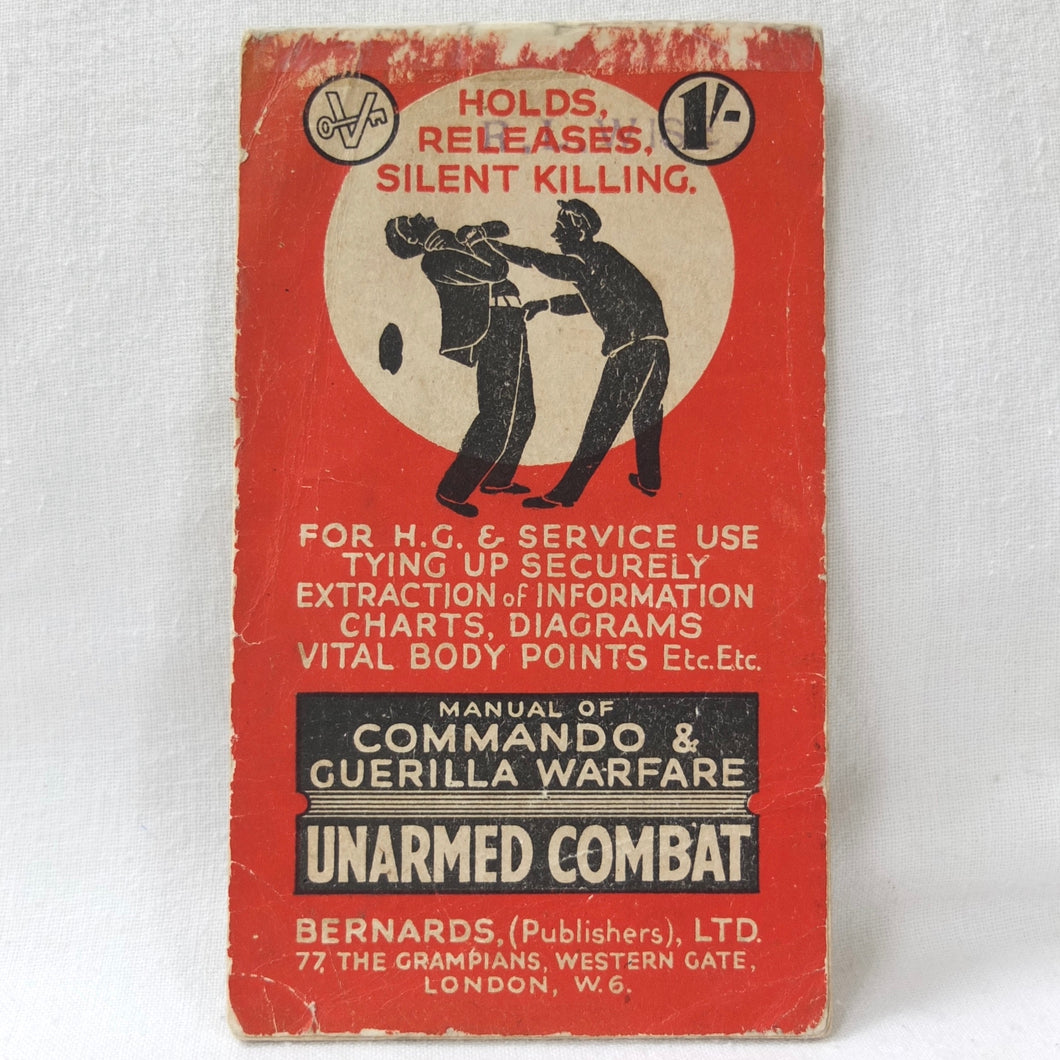 HOLDS,
1/-
RELEASES,
SILENT KILLING.
FOR H.G. & SERVICE USE
TYING UP SECURELY
EXTRACTION of INFORMATION
CHARTS, DIAGRAMS
VITAL BODY POINTS Etc. Etc.
MANUAL OF
COMMANDO &
GUERILLA WARFARE
UNARMED COMBAT
BERNARDS, (Publishers), LTD.
77, THE GRAMPIANS, WESTERN GATE,
LONDON, W.6.